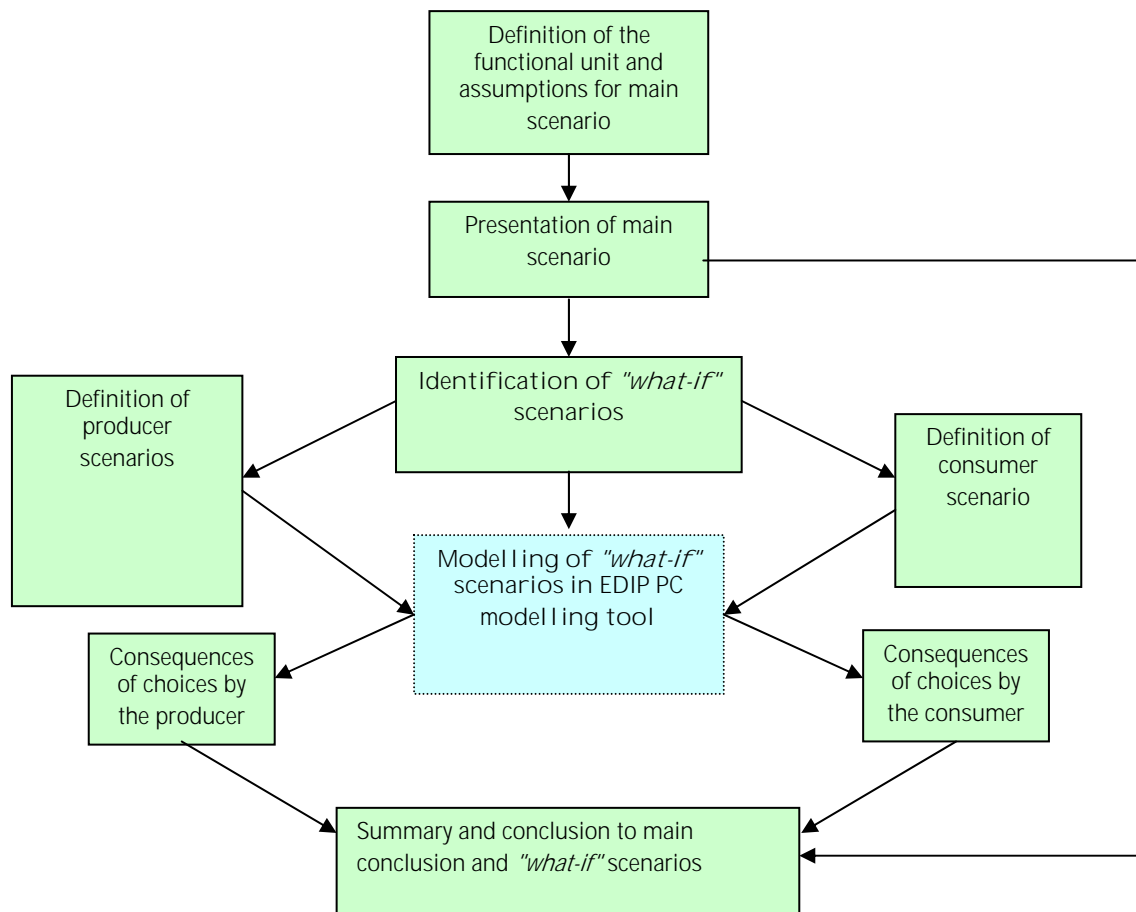 Definition of the
functional unit and
assumptions for main
scenario
Presentation of main
scenario
Identification of "what-if"
scenarios
Definition of
producer
scenarios
Definition of
consumer
scenario
Modelling of "what-if"
scenarios in EDIP PC
modelling tool
Consequences
of choices by
the producer
Consequences
of choices by
the consumer
Summary and conclusion to main
conclusion and "what-if" scenarios